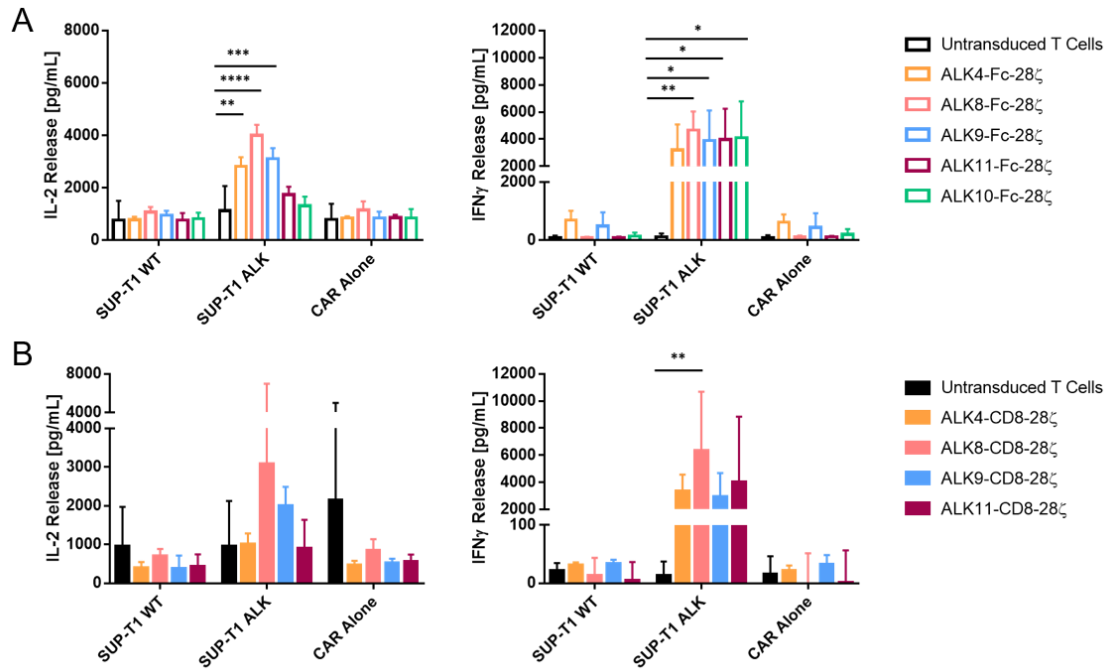 A
IL-2 Release [pg/mL]
8000
6000
4000
2000
0
***
****
**
SUP-T1 WT
SUP-T1 ALK
CAR Alone
IFNγ Release [pg/mL]
12000
10000
8000
6000
4000
2000
2000
0
*
*
*
**
SUP-T1 WT
SUP-T1 ALK
CAR Alone
Untransduced T Cells
ALK4-Fc-28ζ
ALK8-Fc-28ζ
ALK9-Fc-28ζ
ALK11-Fc-28ζ
ALK10-Fc-28ζ
B
IL-2 Release [pg/mL]
8000
4000
4000
3000
2000
1000
0
SUP-T1 WT
SUP-T1 ALK
CAR Alone
IFNγ Release [pg/mL]
12000
10000
8000
6000
4000
2000
100
0
**
SUP-T1 WT
SUP-T1 ALK
CAR Alone
Untransduced T Cells
ALK4-CD8-28ζ
ALK8-CD8-28ζ
ALK9-CD8-28ζ
ALK11-CD8-28ζ